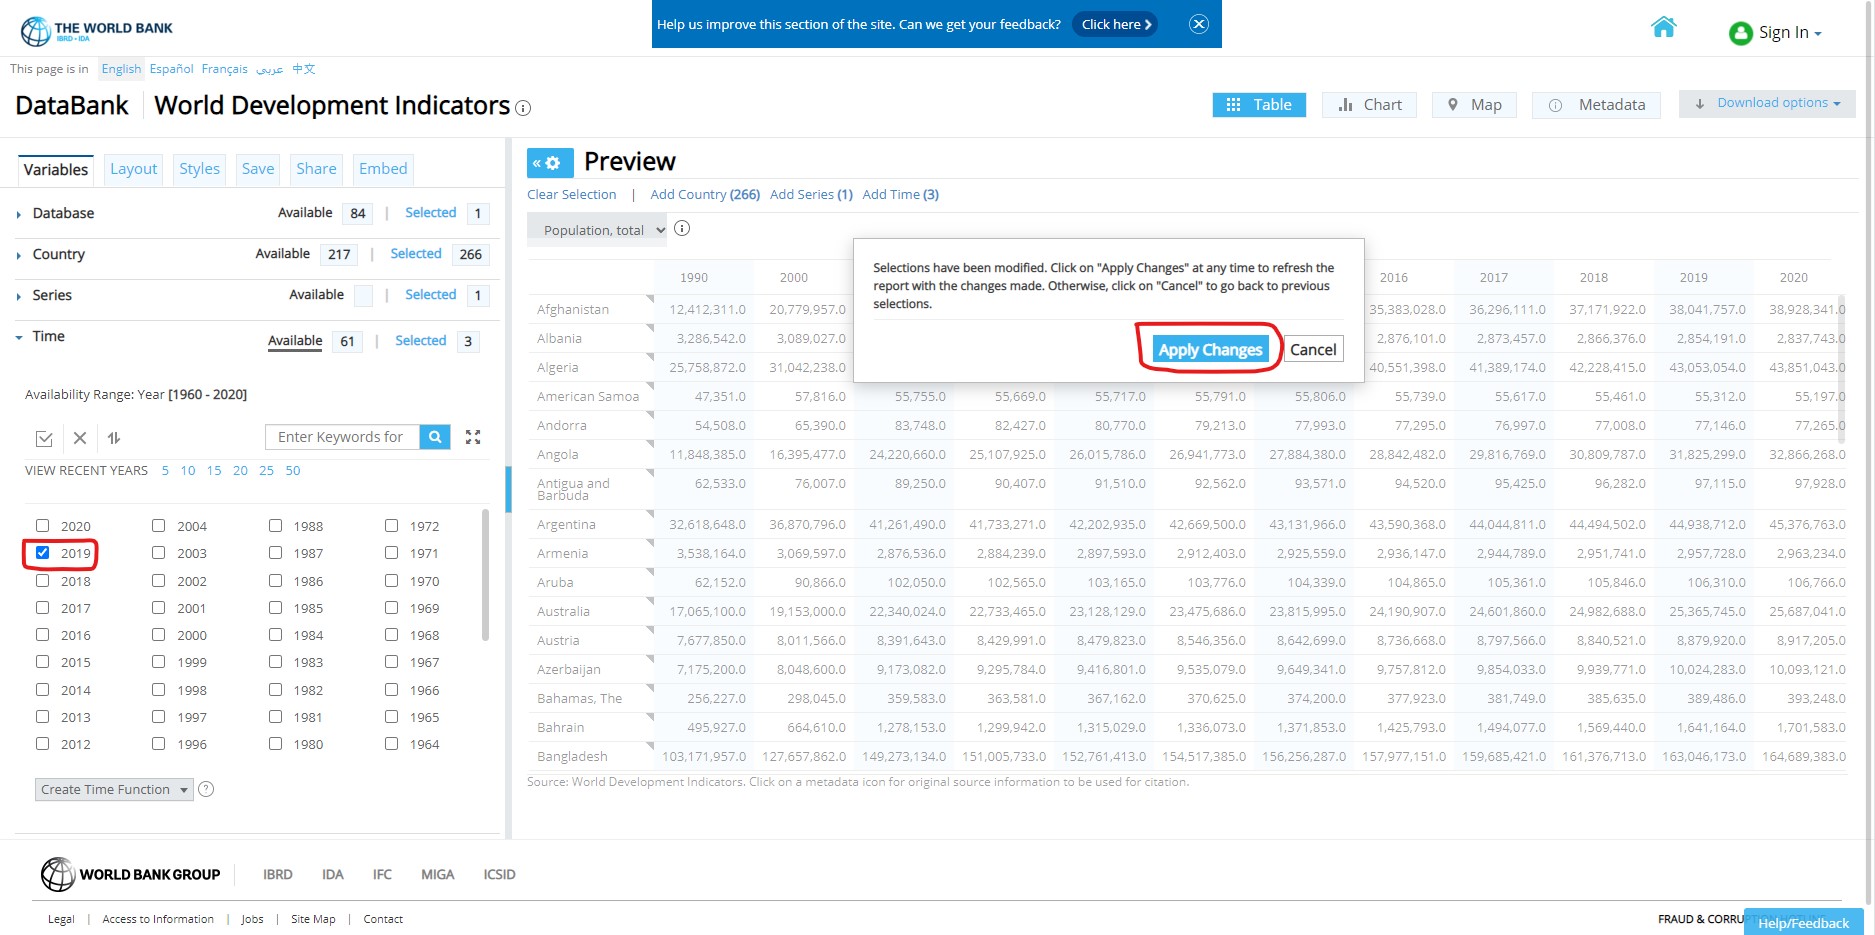 THE WORLD BANK
IBRD • IDA
Help us improve this section of the site. Can we get your feedback? Click here
Sign In
This page is in English Español Français عربي 中文
DataBank World Development Indicators
Table Chart Map Metadata Download options
Variables Layout Styles Save Share Embed
« Preview
Clear Selection | Add Country (266) Add Series (1) Add Time (3)
Database Available 84 | Selected 1
Country Available 217 | Selected 266
Series Available | Selected 1
Time Available 61 | Selected 3
Availability Range: Year [1960 - 2020]
Enter Keywords for
VIEW RECENT YEARS 5 10 15 20 25 50
2020 2004 1988 1972
2019 2003 1987 1971
2018 2002 1986 1970
2017 2001 1985 1969
2016 2000 1984 1968
2015 1999 1983 1967
2014 1998 1982 1966
2013 1997 1981 1965
2012 1996 1980 1964
Create Time Function ?
Population, total
Selections have been modified. Click on "Apply Changes" at any time to refresh the
report with the changes made. Otherwise, click on "Cancel" to go back to previous
selections.
Apply Changes Cancel
1990 2000 2016 2017 2018 2019 2020
Afghanistan 12,412,311.0 20,779,957.0 35,383,028.0 36,296,111.0 37,171,922.0 38,041,757.0 38,928,341.0
Albania 3,286,542.0 3,089,027.0 2,876,101.0 2,873,457.0 2,866,376.0 2,854,191.0 2,837,743.0
Algeria 25,758,872.0 31,042,238.0 40,551,398.0 41,389,174.0 42,228,415.0 43,053,054.0 43,851,043.0
American Samoa 47,351.0 57,816.0 55,755.0 55,669.0 55,717.0 55,791.0 55,806.0 55,739.0 55,617.0 55,461.0 55,312.0 55,197.0
Andorra 54,508.0 65,390.0 83,748.0 82,427.0 80,770.0 79,213.0 77,993.0 77,295.0 76,997.0 77,008.0 77,146.0 77,265.0
Angola 11,848,385.0 16,395,477.0 24,220,660.0 25,107,925.0 26,015,786.0 26,941,773.0 27,884,380.0 28,842,482.0 29,816,769.0 30,809,787.0 31,825,299.0 32,866,268.0
Antigua and
Barbuda 62,533.0 76,007.0 89,250.0 90,407.0 91,510.0 92,562.0 93,571.0 94,520.0 95,425.0 96,282.0 97,115.0 97,928.0
Argentina 32,618,648.0 36,870,796.0 41,261,490.0 41,733,271.0 42,202,935.0 42,669,500.0 43,131,966.0 43,590,368.0 44,044,811.0 44,494,502.0 44,938,712.0 45,376,763.0
Armenia 3,538,164.0 3,069,597.0 2,876,536.0 2,884,239.0 2,897,593.0 2,912,403.0 2,925,559.0 2,936,147.0 2,944,789.0 2,951,741.0 2,957,728.0 2,963,234.0
Aruba 62,152.0 90,866.0 102,050.0 102,565.0 103,165.0 103,776.0 104,339.0 104,865.0 105,361.0 105,846.0 106,310.0 106,766.0
Australia 17,065,100.0 19,153,000.0 22,340,024.0 22,733,465.0 23,128,129.0 23,475,686.0 23,815,995.0 24,190,907.0 24,601,860.0 24,982,688.0 25,365,745.0 25,687,041.0
Austria 7,677,850.0 8,011,566.0 8,391,643.0 8,429,991.0 8,479,823.0 8,546,356.0 8,642,699.0 8,736,668.0 8,797,566.0 8,840,521.0 8,879,920.0 8,917,205.0
Azerbaijan 7,175,200.0 8,048,600.0 9,173,082.0 9,295,784.0 9,416,801.0 9,535,079.0 9,649,341.0 9,757,812.0 9,854,033.0 9,939,771.0 10,024,283.0 10,093,121.0
Bahamas, The 256,227.0 298,045.0 359,583.0 363,581.0 367,162.0 370,625.0 374,200.0 377,923.0 381,749.0 385,635.0 389,486.0 393,248.0
Bahrain 495,927.0 664,610.0 1,278,153.0 1,299,942.0 1,315,029.0 1,336,073.0 1,371,853.0 1,425,793.0 1,494,077.0 1,569,440.0 1,641,164.0 1,701,583.0
Bangladesh 103,171,957.0 127,657,862.0 149,273,134.0 151,005,733.0 152,761,413.0 154,517,385.0 156,256,287.0 157,977,151.0 159,685,421.0 161,376,713.0 163,046,173.0 164,689,383.0
Source: World Development Indicators. Click on a metadata icon for original source information to be used for citation.
WORLD BANK GROUP IBRD IDA IFC MIGA ICSID
Legal | Access to Information | Jobs | Site Map | Contact
FRAUD & CORRU
Help/Feedback